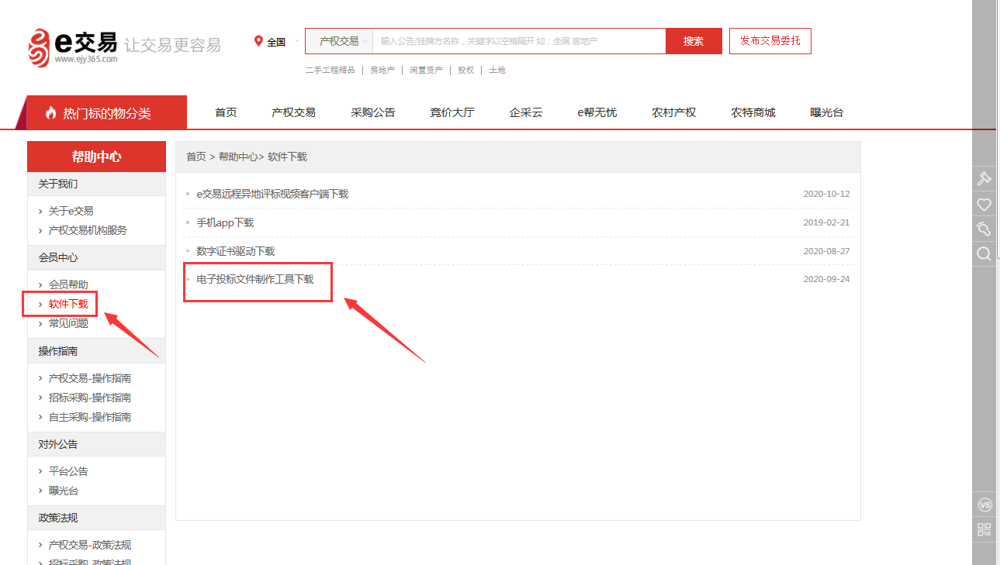 e交易
www.ejy365.com
让交易更容易
全国
产权交易
输入公告/挂牌方名称，关键字以空格隔开 如：全国 房地产
搜索
发布交易委托
二手工程精品 | 房地产 | 闲置资产 | 股权 | 土地
热门标的物分类
首页 产权交易 采购公告 竞价大厅 企采云 e帮无忧 农村产权 农特商城 曝光台
帮助中心
关于我们
› 关于e交易
› 产权交易机构服务
会员中心
› 会员帮助
› 软件下载
› 常见问题
操作指南
› 产权交易-操作指南
› 招标采购-操作指南
› 自主采购-操作指南
对外公告
› 平台公告
› 曝光台
政策法规
› 产权交易-政策法规
› 招标采购-政策法规
首页 > 帮助中心> 软件下载
e交易远程异地评标视频客户端下载 2020-10-12
手机app下载 2019-02-21
数字证书驱动下载 2020-08-27
电子投标文件制作工具下载 2020-09-24
VS